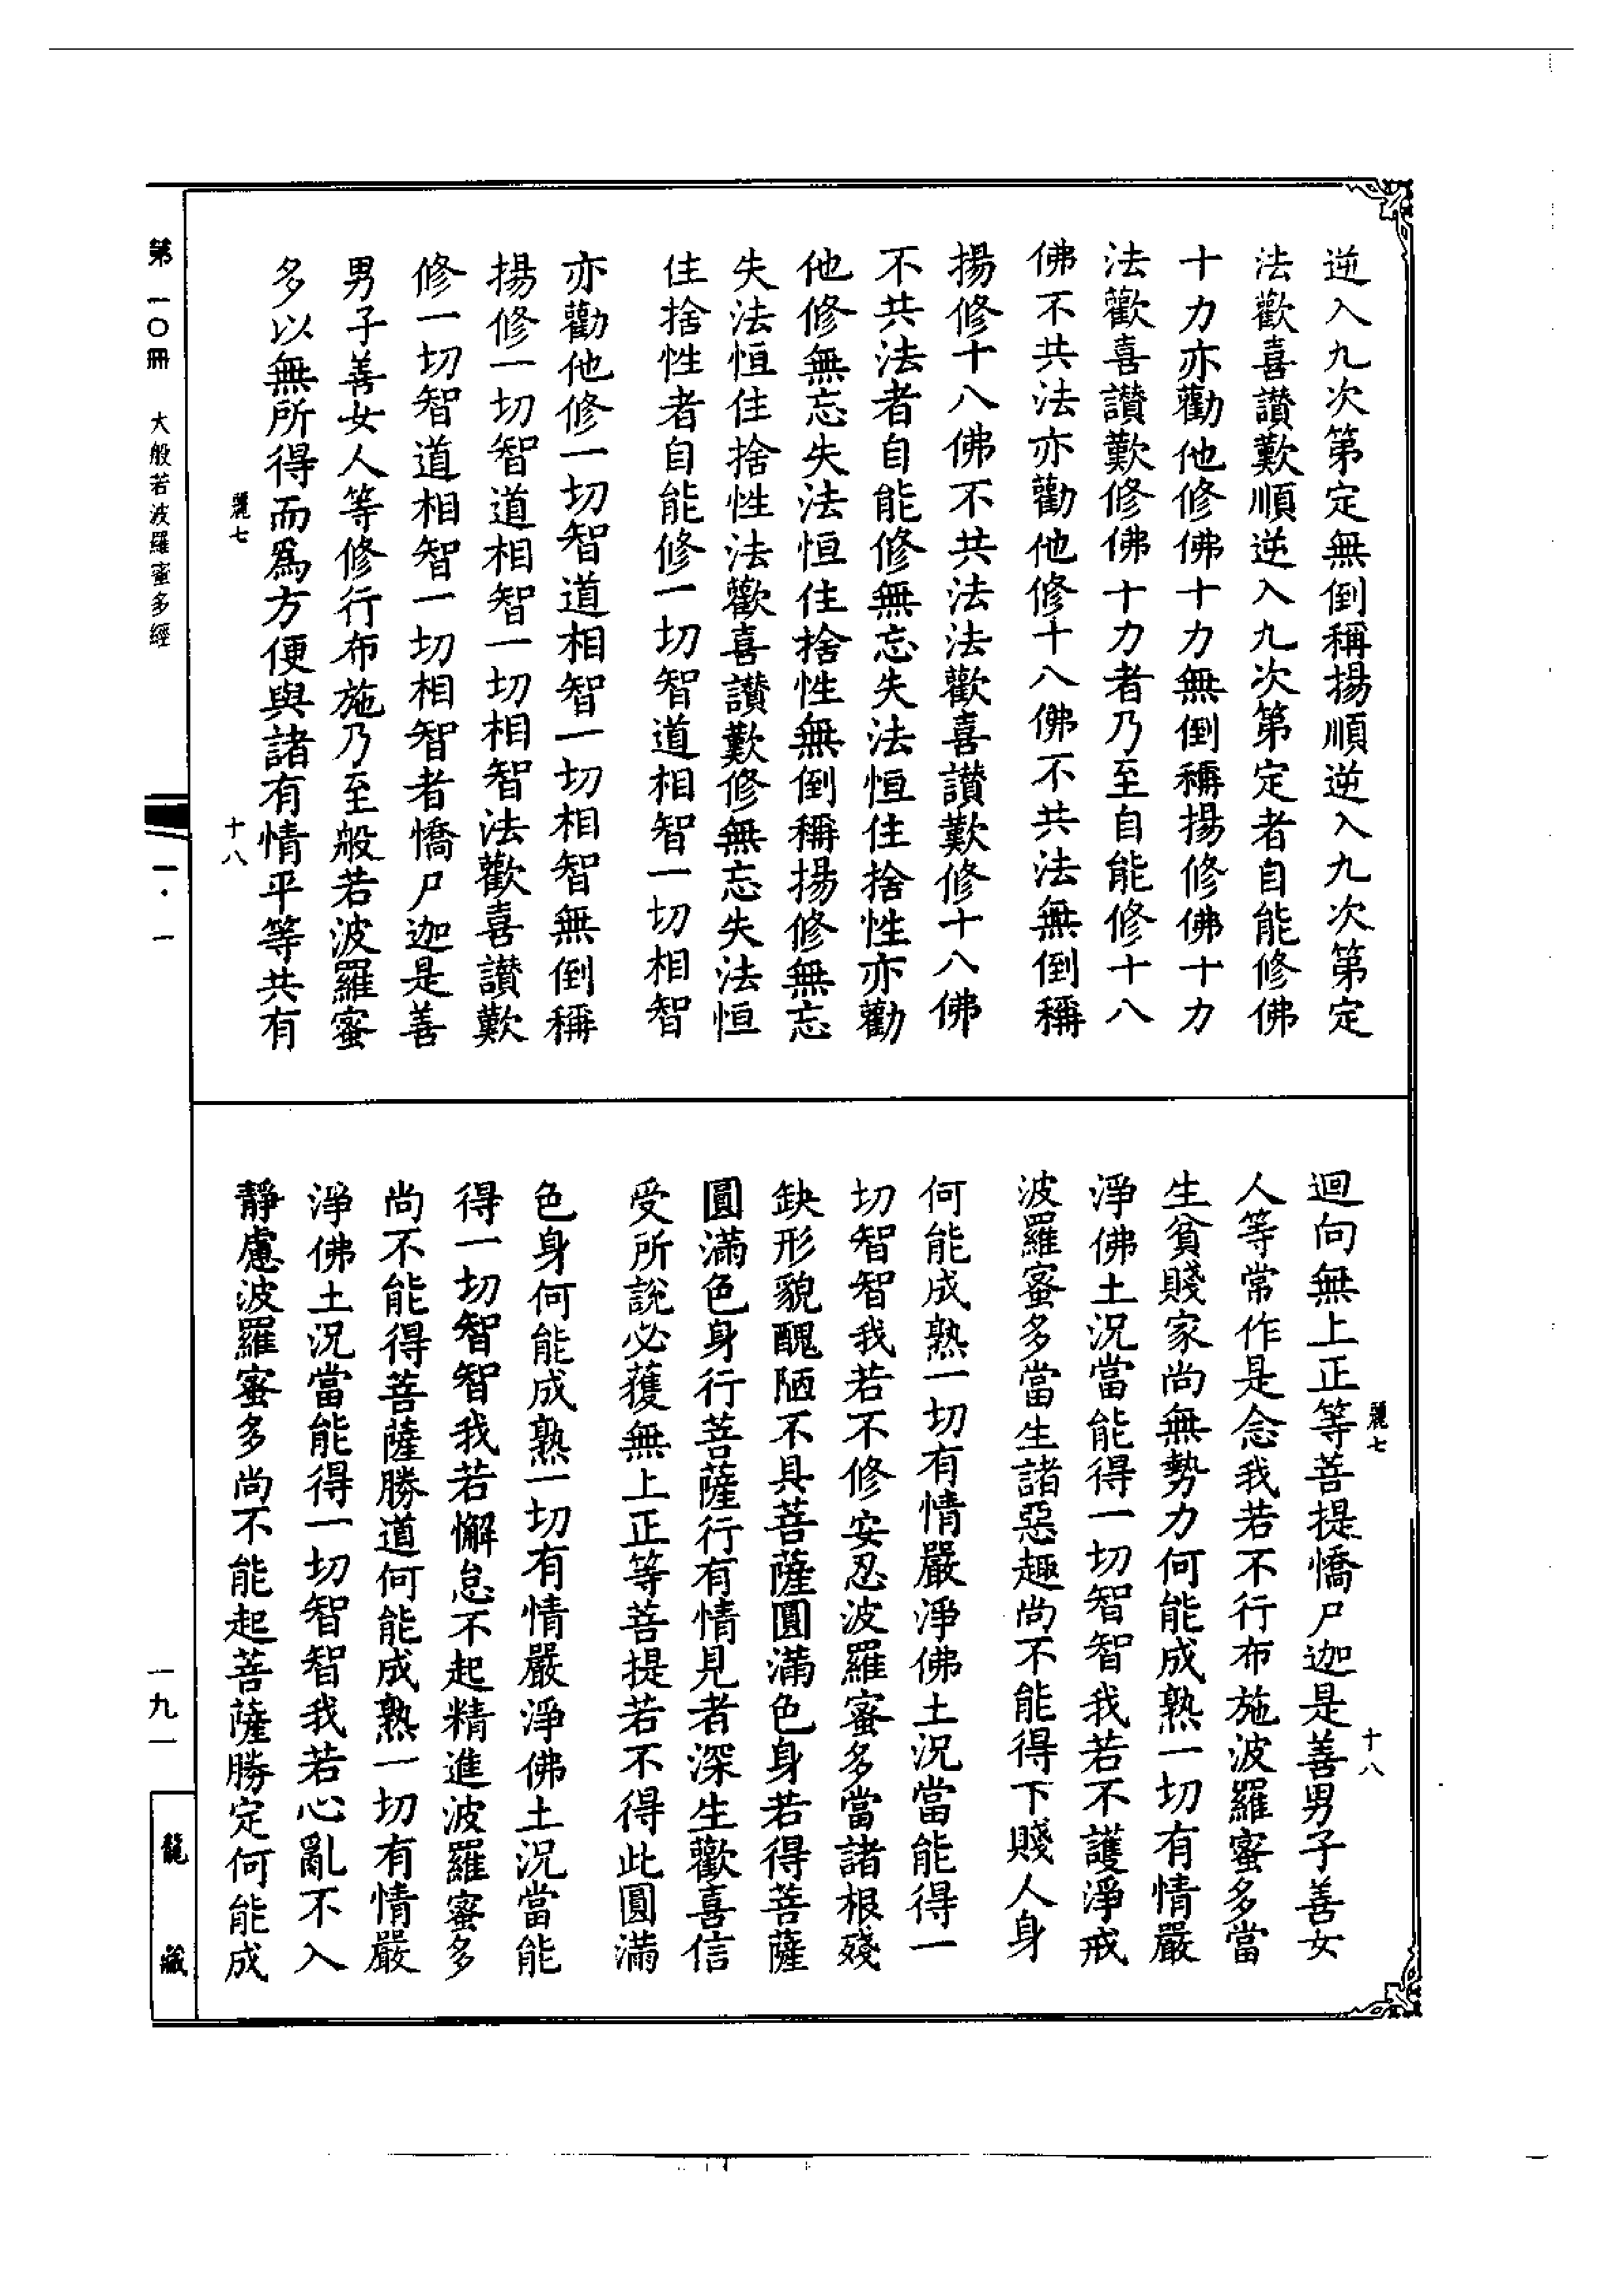 逆入九次第定無倒稱揚順逆入九次第定
法歡喜讃歎順逆入九次第定者自能修佛
十力亦勸他修佛十力無倒稱揚修佛十力
法歡喜讃歎修佛十力者乃至自能修十八
佛不共法亦勸他修十八佛不共法無倒稱
揚修十八佛不共法法歡喜讃歎修十八佛
不共法者自能修無忘失法恒住捨性亦勸
他修無忘失法恒住捨性無倒稱揚修無忘
失法恒住捨性法歡喜讃歎修無忘失法恒
住捨性者自能修一切智道相智一切相智
亦勸他修一切智道相智一切相智無倒稱
揚修一切智道相智一切相智法歡喜讃歎
修一切智道相智一切相智者憍尸迦是善
男子善女人等修行布施乃至般若波羅蜜
多以無所得而爲方便與諸有情平等共有
麗七
十八
麗七
十八
迴向無上正等菩提憍尸迦是善男子善女
人等常作是念我若不行布施波羅蜜多當
生貧賤家尚無勢力何能成熟一切有情嚴
淨佛土況當能得一切智智我若不護淨戒
波羅蜜多當生諸惡趣尚不能得下賤人身
何能成熟一切有情嚴淨佛土況當能得一
切智智我若不修安忍波羅蜜多當諸根殘
缺形貌醜陋不具菩薩圓滿色身若得菩薩
圓滿色身行菩薩行有情見者深生歡喜信
受所說必獲無上正等菩提若不得此圓滿
色身何能成熟一切有情嚴淨佛土況當能
得一切智智我若懈怠不起精進波羅蜜多
尚不能得菩薩勝道何能成熟一切有情嚴
淨佛土況當能得一切智智我若心亂不入
靜慮波羅蜜多尚不能起菩薩勝定何能成
第一〇冊 大般若波羅蜜多經
一·一
一九一
龍藏